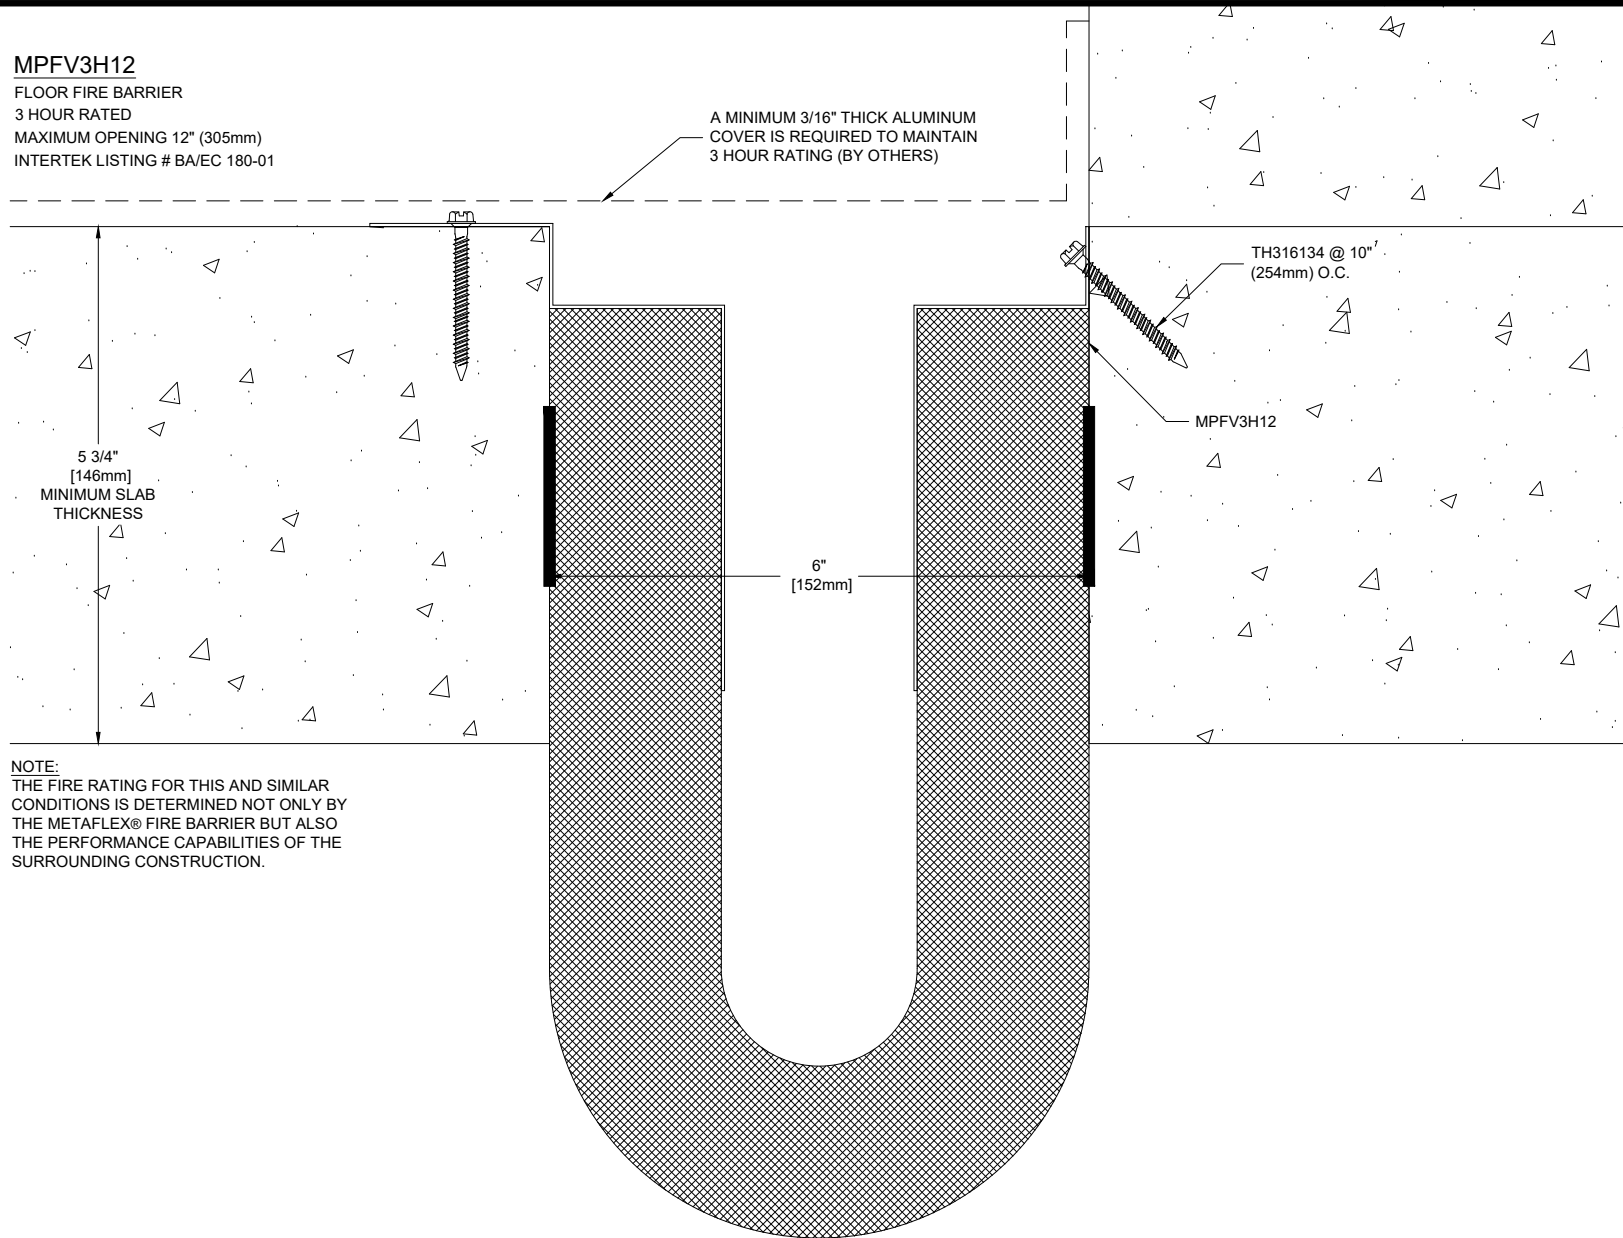 MPFV3H12
FLOOR FIRE BARRIER
3 HOUR RATED
MAXIMUM OPENING 12" (305mm)
INTERTEK LISTING # BA/EC 180-01
A MINIMUM 3/16" THICK ALUMINUM
COVER IS REQUIRED TO MAINTAIN
3 HOUR RATING (BY OTHERS)
TH316134 @ 10" 1
(254mm) O.C.
MPFV3H12
5 3/4"
[146mm]
MINIMUM SLAB
THICKNESS
6"
[152mm]
NOTE:
THE FIRE RATING FOR THIS AND SIMILAR
CONDITIONS IS DETERMINED NOT ONLY BY
THE METAFLEX® FIRE BARRIER BUT ALSO
THE PERFORMANCE CAPABILITIES OF THE
SURROUNDING CONSTRUCTION.